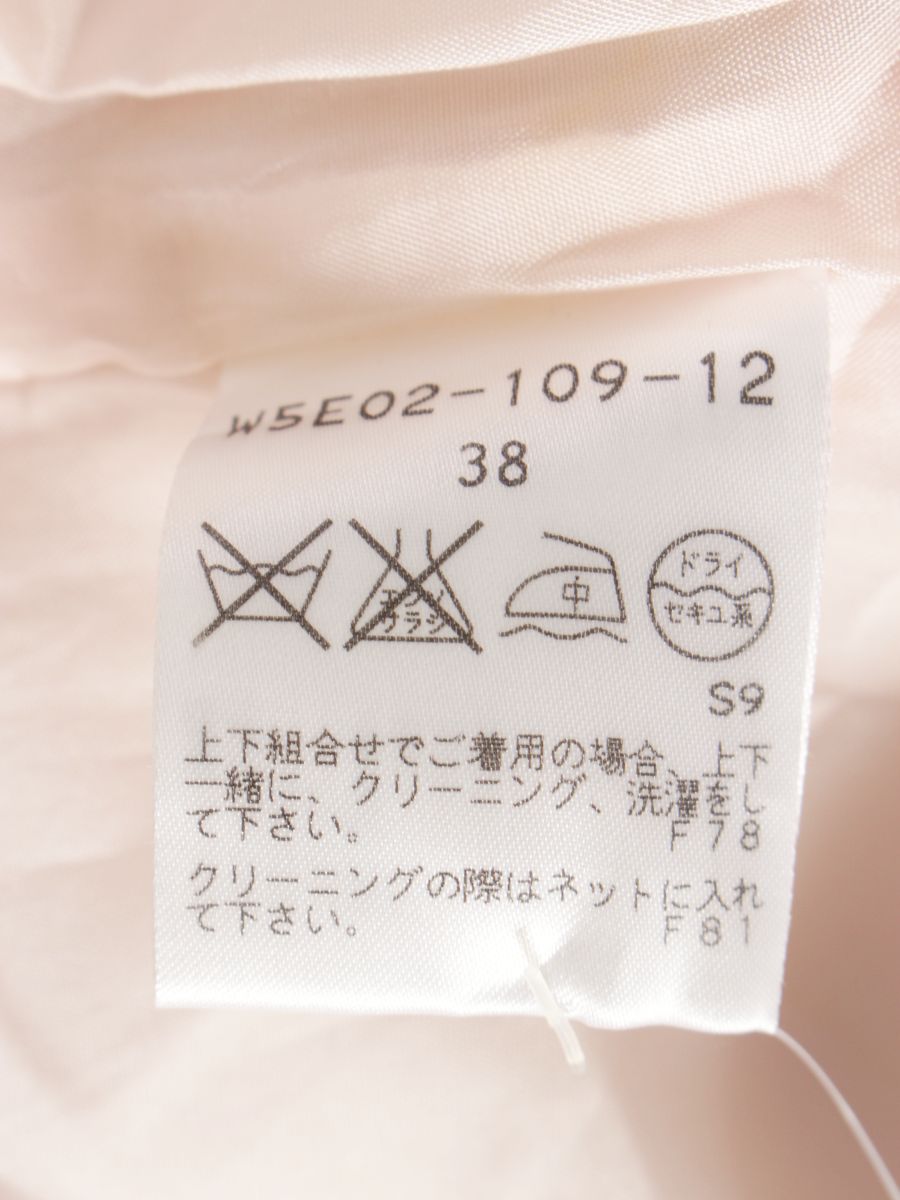 W5E02-109-12
38
エンソ
サラシ
中
ドライ
セキユ系
S9
上下組合せでご着用の場合、上下
一緒に、クリーニング、洗濯をし
て下さい。 F78
クリーニングの際はネットに入れ
て下さい。 F81